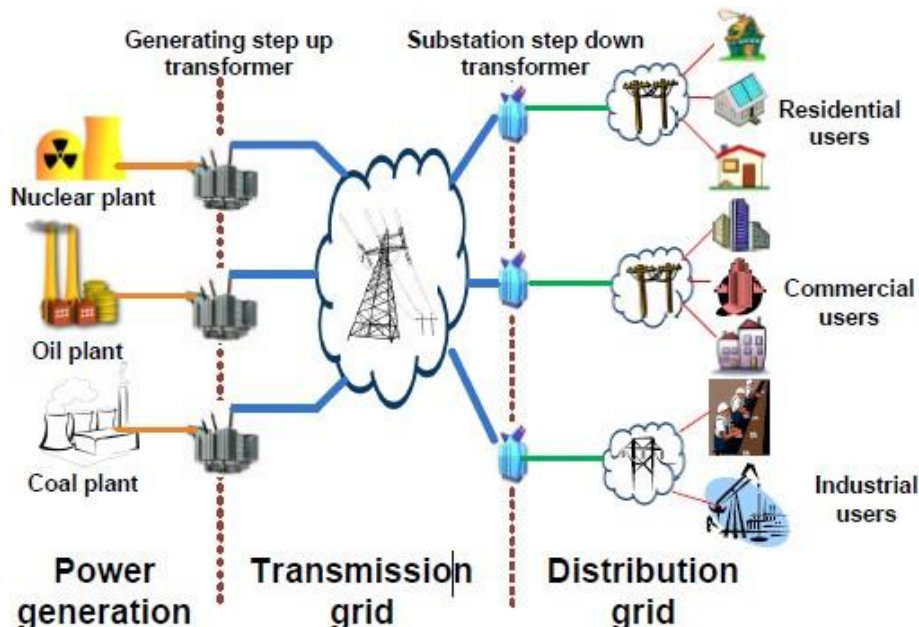 Generating step up
transformer
Substation step down
transformer
Nuclear plant
Oil plant
Coal plant
Residential
users
Commercial
users
Industrial
users
Power
generation
Transmission
grid
Distribution
grid